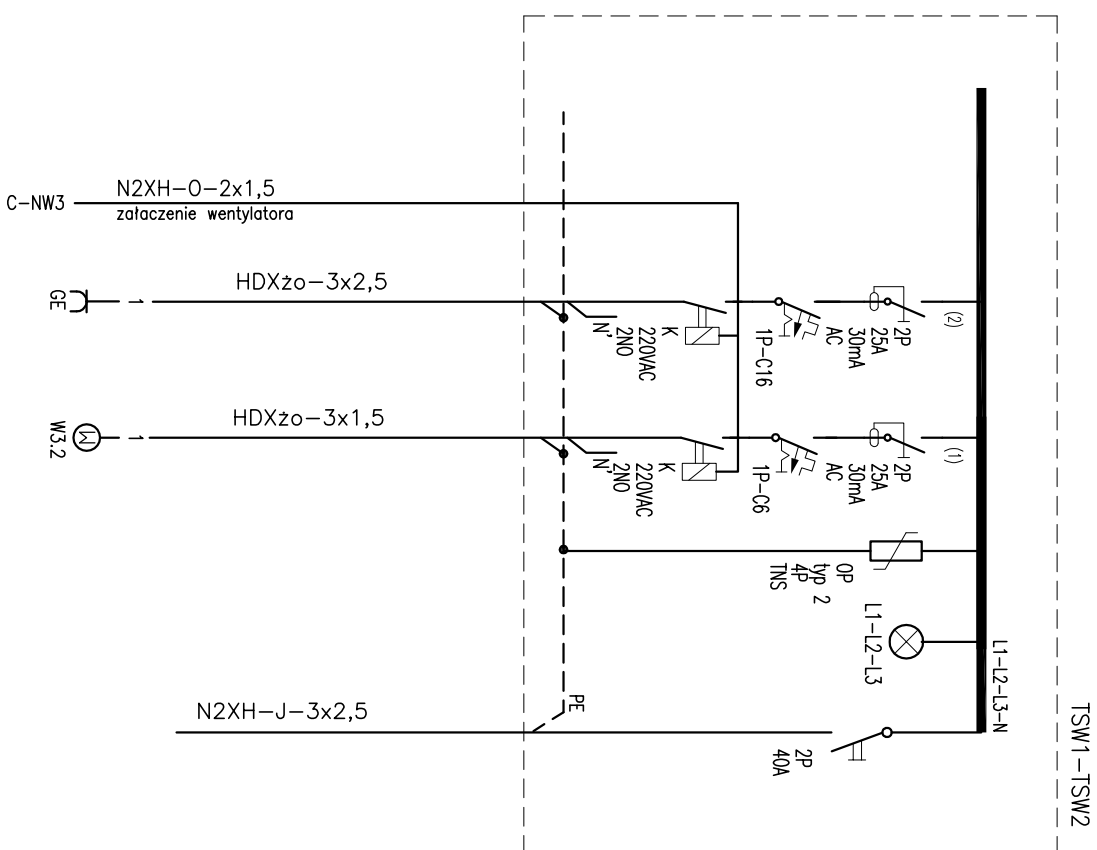 TSW1-TSW2
L1-L2-L3-N
C-NW3
N2XH-O-2x1,5
załaczenie wentylatora
GE
1
HDXżo-3x2,5
N'
K
220VAC
2NO
1P-C16
2P
25A
30mA
AC
(2)
W3.2
M
1
HDXżo-3x1,5
N'
K
220VAC
2NO
1P-C6
2P
25A
30mA
AC
(1)
OP
typ 2
4P
TNS
L1-L2-L3
PE
N2XH-J-3x2,5
2P
40A